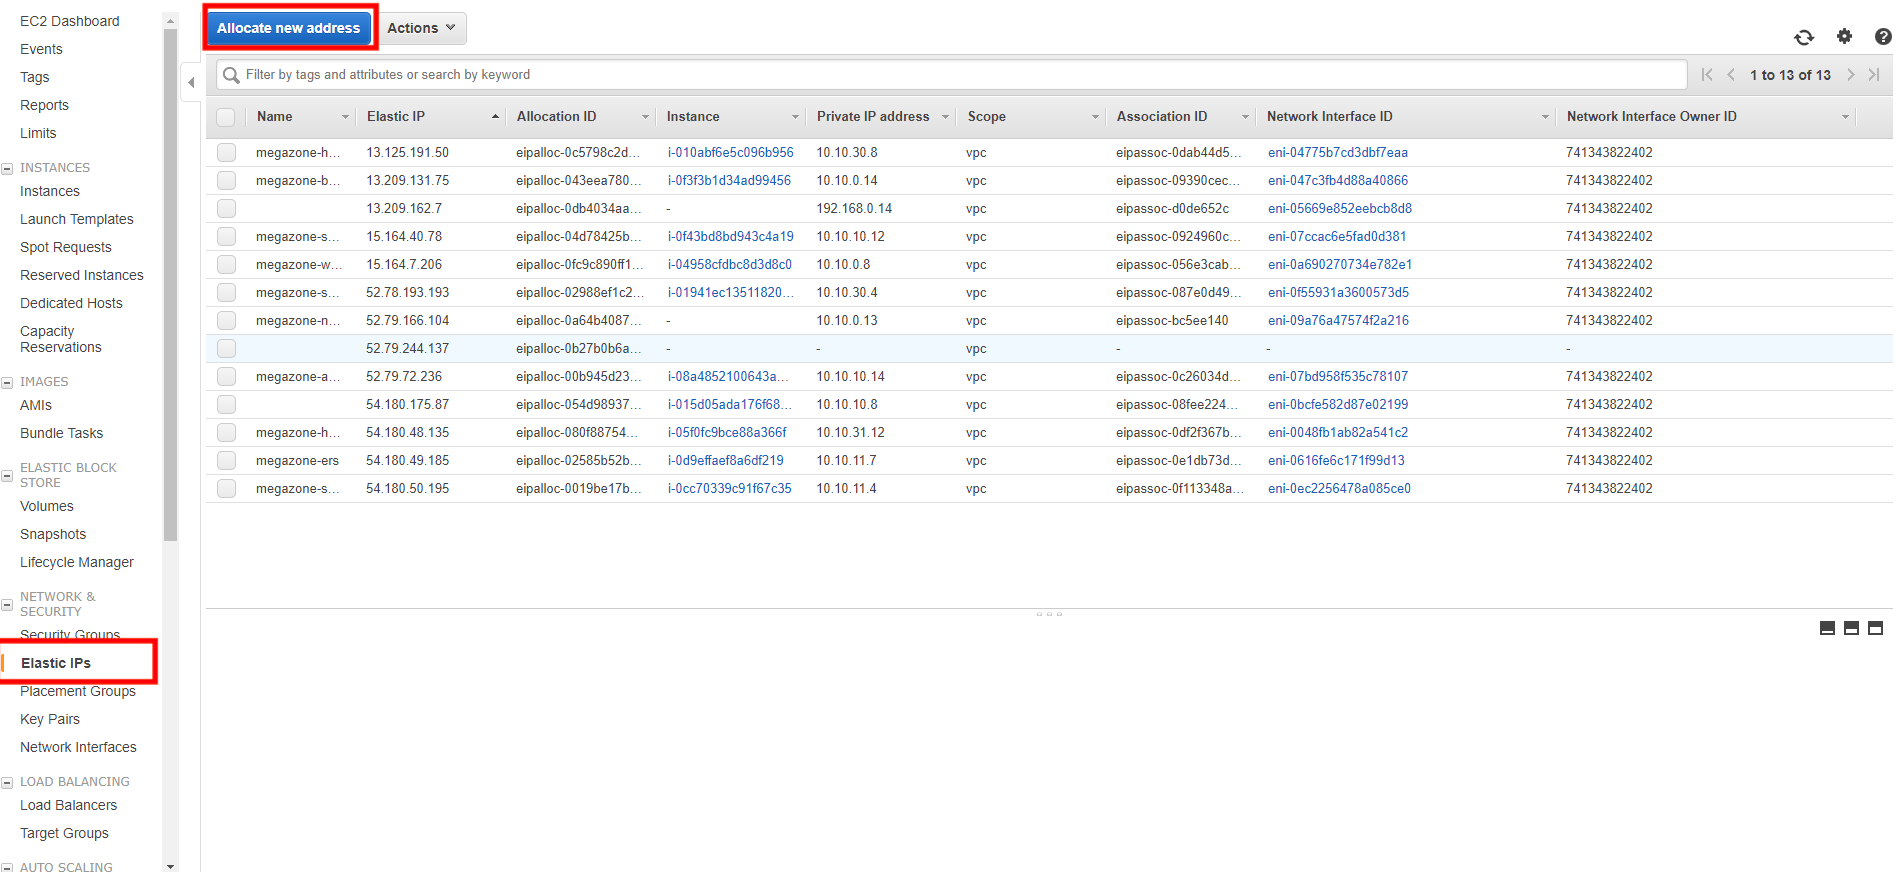 EC2 Dashboard
Events
Tags
Reports
Limits
INSTANCES
Instances
Launch Templates
Spot Requests
Reserved Instances
Dedicated Hosts
Capacity
Reservations
IMAGES
AMIs
Bundle Tasks
ELASTIC BLOCK
STORE
Volumes
Snapshots
Lifecycle Manager
NETWORK &
SECURITY
Security Groups
Elastic IPs
Placement Groups
Key Pairs
Network Interfaces
LOAD BALANCING
Load Balancers
Target Groups
AUTO SCALING
Allocate new address Actions
Filter by tags and attributes or search by keyword 1 to 13 of 13
Name Elastic IP Allocation ID Instance Private IP address Scope Association ID Network Interface ID Network Interface Owner ID
megazone-h... 13.125.191.50 eipalloc-0c5798c2d... i-010abf6e5c096b956 10.10.30.8 vpc eipassoc-0dab44d5... eni-04775b7cd3dbf7eaa 741343822402
megazone-b... 13.209.131.75 eipalloc-043eea780... i-0f3f3b1d34ad99456 10.10.0.14 vpc eipassoc-09390cec... eni-047c3fb4d88a40866 741343822402
13.209.162.7 eipalloc-0db4034aa... - 192.168.0.14 vpc eipassoc-d0de652c eni-05669e852eebcb8d8 741343822402
megazone-s... 15.164.40.78 eipalloc-04d78425b... i-0f43bd8bd943c4a19 10.10.10.12 vpc eipassoc-0924960c... eni-07ccac6e5fad0d381 741343822402
megazone-w... 15.164.7.206 eipalloc-0fc9c890ff1... i-04958cfdbc8d3d8c0 10.10.0.8 vpc eipassoc-056e3cab... eni-0a690270734e782e1 741343822402
megazone-s... 52.78.193.193 eipalloc-02988ef1c2... i-01941ec13511820... 10.10.30.4 vpc eipassoc-087e0d49... eni-0f55931a3600573d5 741343822402
megazone-n... 52.79.166.104 eipalloc-0a64b4087... - 10.10.0.13 vpc eipassoc-bc5ee140 eni-09a76a47574f2a216 741343822402
52.79.244.137 eipalloc-0b27b0b6a... - - vpc - - -
megazone-a... 52.79.72.236 eipalloc-00b945d23... i-08a4852100643a... 10.10.10.14 vpc eipassoc-0c26034d... eni-07bd958f535c78107 741343822402
54.180.175.87 eipalloc-054d98937... i-015d05ada176f68... 10.10.10.8 vpc eipassoc-08fee224... eni-0bcfe582d87e02199 741343822402
megazone-h... 54.180.48.135 eipalloc-080f88754... i-05f0fc9bce88a366f 10.10.31.12 vpc eipassoc-0df2f367b... eni-0048fb1ab82a541c2 741343822402
megazone-ers 54.180.49.185 eipalloc-02585b52b... i-0d9effaef8a6df219 10.10.11.7 vpc eipassoc-0e1db73d... eni-0616fe6c171f99d13 741343822402
megazone-s... 54.180.50.195 eipalloc-0019be17b... i-0cc70339c91f67c35 10.10.11.4 vpc eipassoc-0f113348a... eni-0ec2256478a085ce0 741343822402